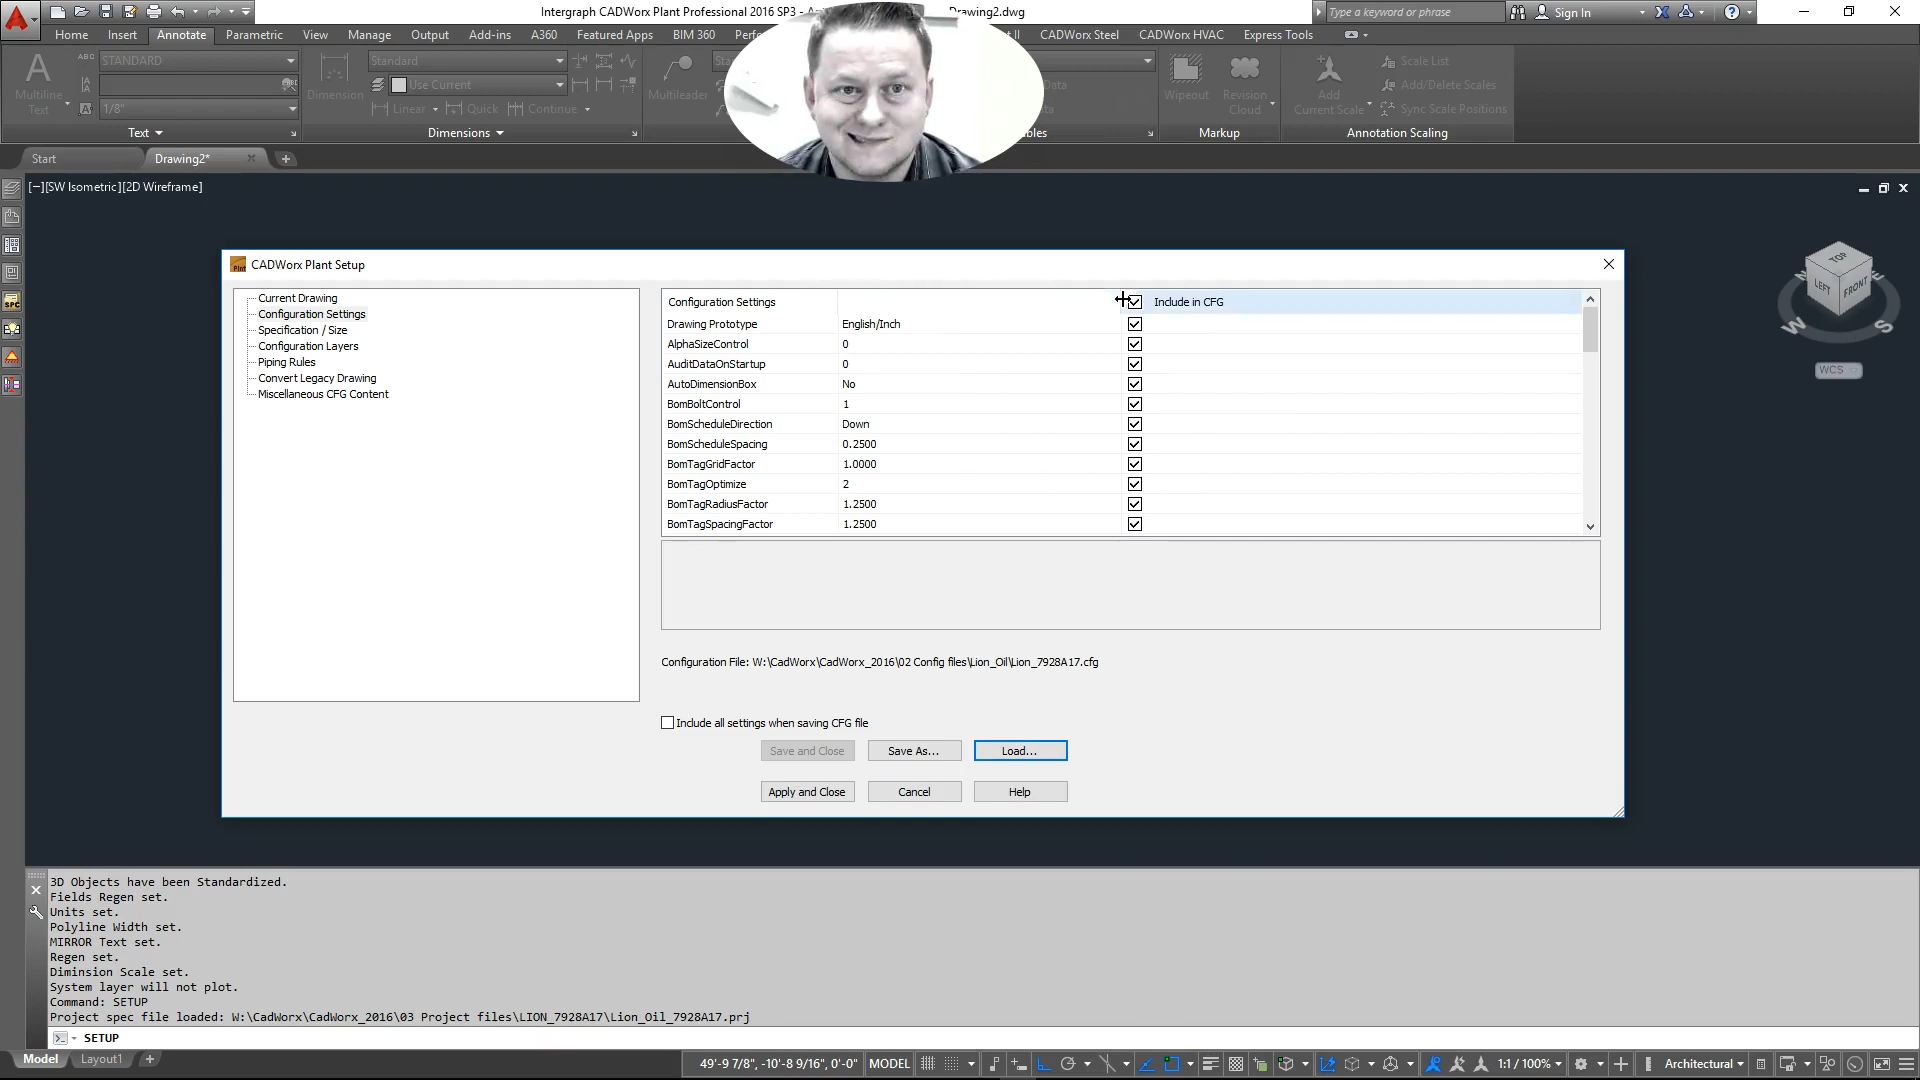 Intergraph CADWorx Plant Professional 2016 SP3 - Drawing2.dwg
Type a keyword or phrase
Sign In
Home Insert Annotate Parametric View Manage Output Add-ins A360 Featured Apps BIM 360 CADWorx Steel CADWorx HVAC Express Tools
Multiline Text
ABC
STANDARD
1/8"
Text
Dimension
Standard
Use Current
Linear Quick Continue
Dimensions
Multileader
Wipeout
Revision Cloud
Markup
Add Current Scale
Scale List
Add/Delete Scales
Sync Scale Positions
Annotation Scaling
Start Drawing2*
[−][SW Isometric][2D Wireframe]
TOP
LEFT FRONT
W S
WCS
SPC
CADWorx Plant Setup
Current Drawing
Configuration Settings
Specification / Size
Configuration Layers
Piping Rules
Convert Legacy Drawing
Miscellaneous CFG Content
Configuration Settings Include in CFG
Drawing Prototype English/Inch
AlphaSizeControl 0
AuditDataOnStartup 0
AutoDimensionBox No
BomBoltControl 1
BomScheduleDirection Down
BomScheduleSpacing 0.2500
BomTagGridFactor 1.0000
BomTagOptimize 2
BomTagRadiusFactor 1.2500
BomTagSpacingFactor 1.2500
Configuration File: W:\CadWorx\CadWorx_2016\02 Config files\Lion_Oil\Lion_7928A17.cfg
Include all settings when saving CFG file
Save and Close Save As... Load...
Apply and Close Cancel Help
3D Objects have been Standardized.
Fields Regen set.
Units set.
Polyline Width set.
MIRROR Text set.
Regen set.
Diminsion Scale set.
System layer will not plot.
Command: SETUP
Project spec file loaded: W:\CadWorx\CadWorx_2016\03 Project files\LION_7928A17\Lion_Oil_7928A17.prj
SETUP
Model Layout1
49'-9 7/8", -10'-8 9/16", 0'-0" MODEL 1:1 / 100% Architectural